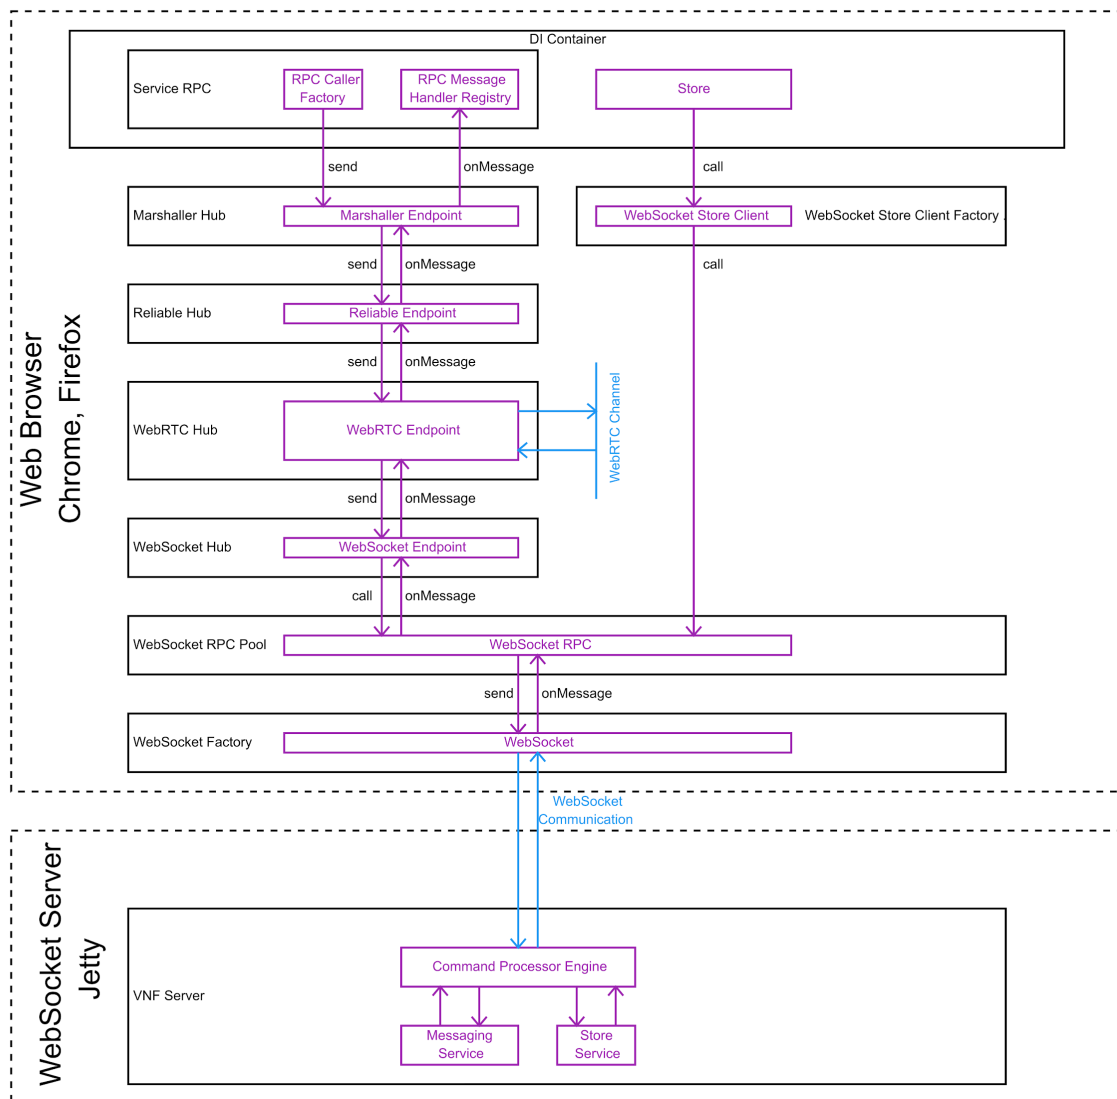 DI Container
Service RPC
RPC Caller
Factory
RPC Message
Handler Registry
Store
send
onMessage
call
Marshaller Hub
Marshaller Endpoint
WebSocket Store Client
WebSocket Store Client Factory .
send
onMessage
call
Reliable Hub
Reliable Endpoint
send
onMessage
Web Browser
Chrome, Firefox
WebRTC Hub
WebRTC Endpoint
WebRTC Channel
send
onMessage
WebSocket Hub
WebSocket Endpoint
call
onMessage
WebSocket RPC Pool
WebSocket RPC
send
onMessage
WebSocket Factory
WebSocket
WebSocket
Communication
WebSocket Server
Jetty
VNF Server
Command Processor Engine
Messaging
Service
Store
Service